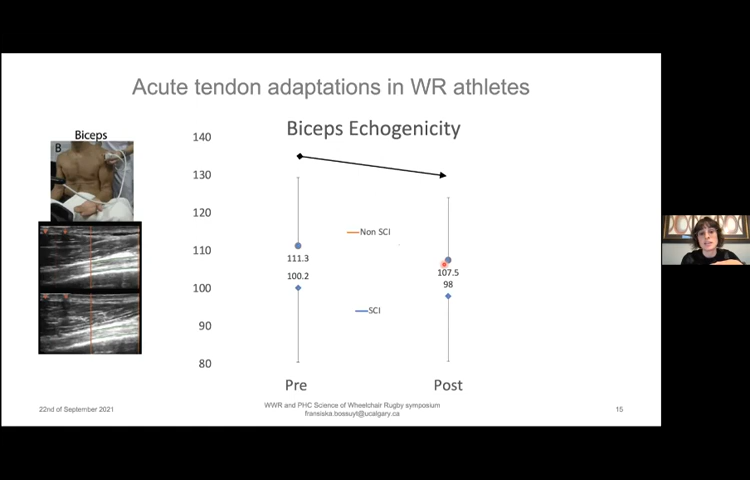 Acute tendon adaptations in WR athletes
Biceps
B
Biceps Echogenicity
140
130
120
110
100
90
80
Non SCI
111.3
100.2
107.5
98
SCI
Pre
Post
22nd of September 2021
WWR and PHC Science of Wheelchair Rugby symposium
fransiska.bossuyt@ucalgary.ca
15